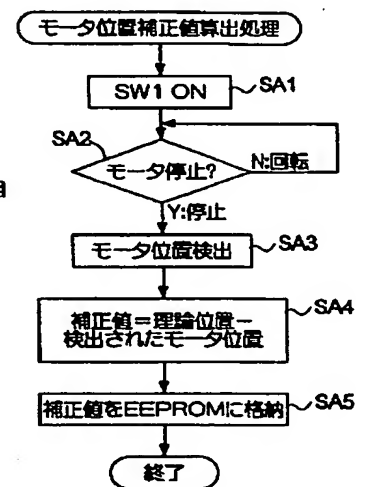 モータ位置補正値算出処理
SW1 ON
SA1
SA2
モータ停止?
N:回転
Y:停止
モータ位置検出
SA3
補正値=理論位置-
検出されたモータ位置
SA4
補正値をEEPROMに格納
SA5
終了